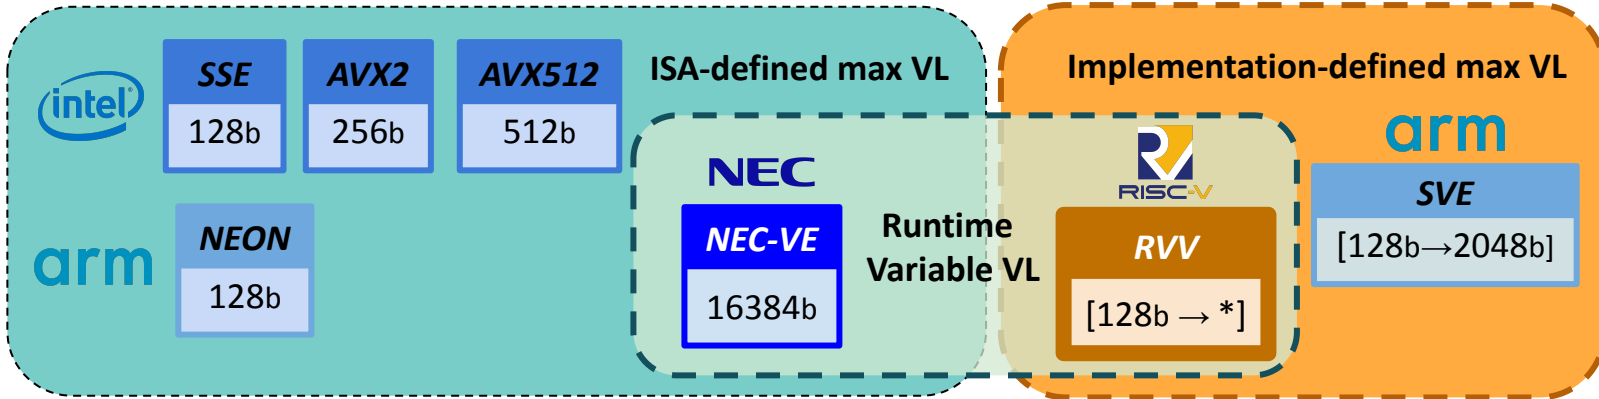 ISA-defined max VL
intel
SSE
128b
AVX2
256b
AVX512
512b
arm
NEON
128b
NEC
NEC-VE
16384b
Runtime
Variable VL
Implementation-defined max VL
RV
RISC-V
RVV
[128b → *]
arm
SVE
[128b→2048b]